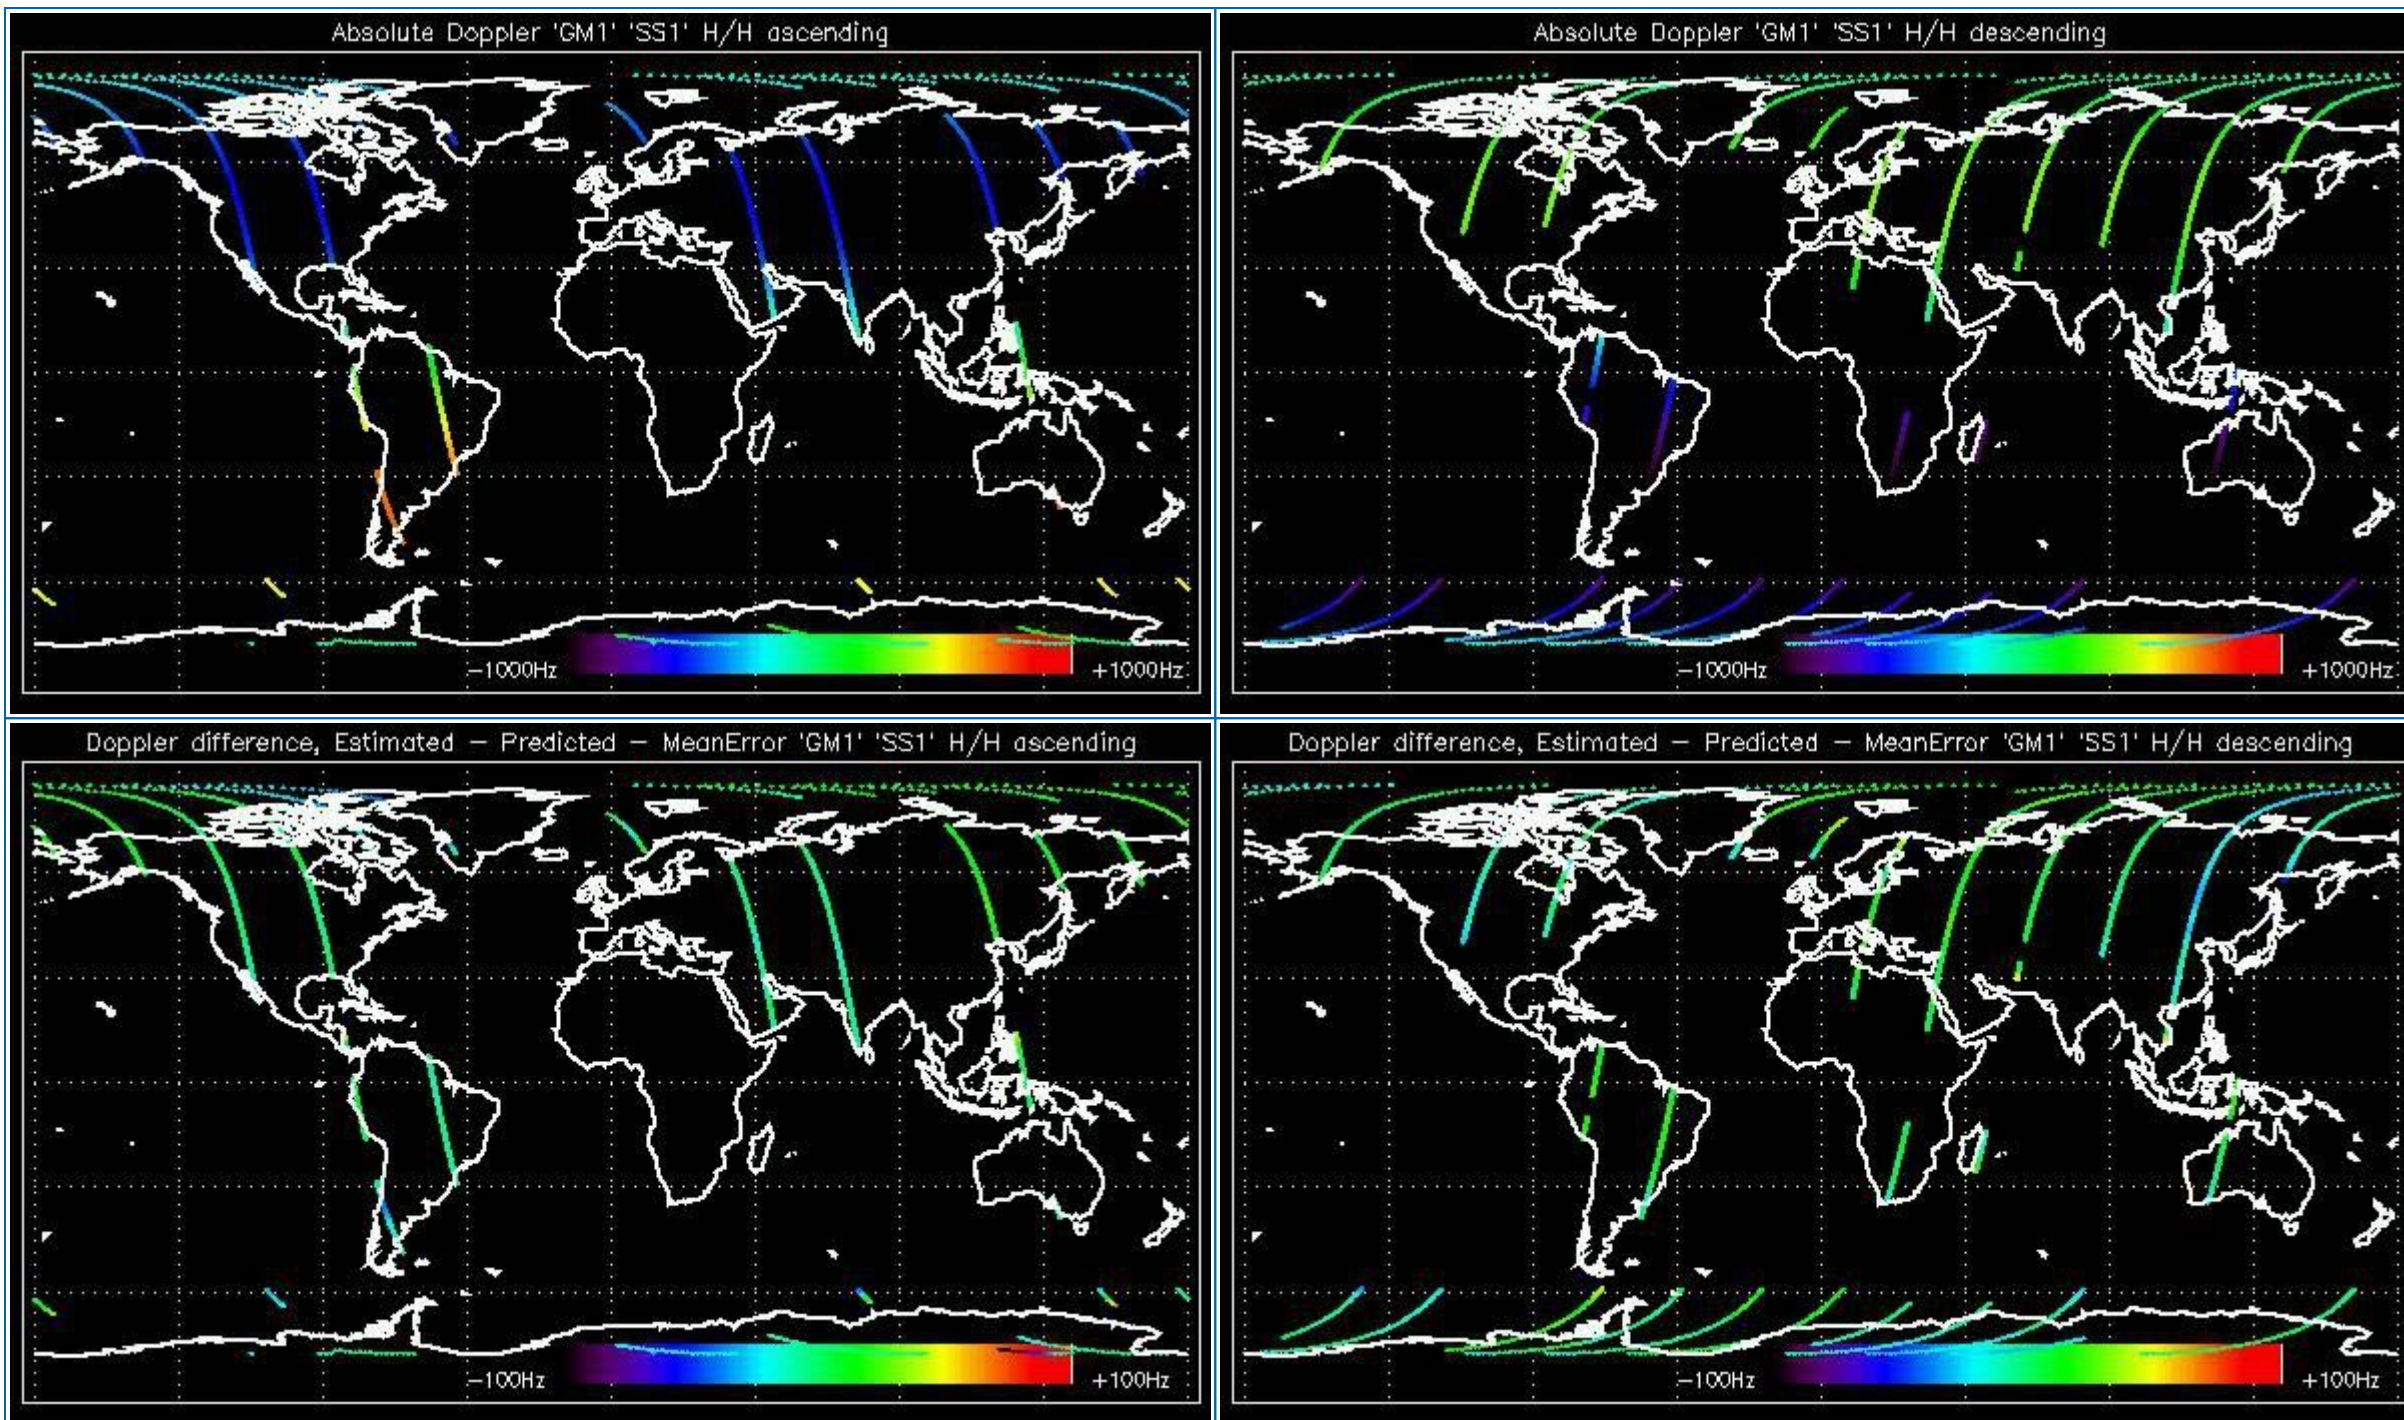 Absolute Doppler 'GM1' 'SS1' H/H ascending
−1000Hz
+1000Hz
Absolute Doppler 'GM1' 'SS1' H/H descending
−1000Hz
+1000Hz
Doppler difference, Estimated − Predicted − MeanError 'GM1' 'SS1' H/H ascending
−100Hz
+100Hz
Doppler difference, Estimated − Predicted − MeanError 'GM1' 'SS1' H/H descending
−100Hz
+100Hz